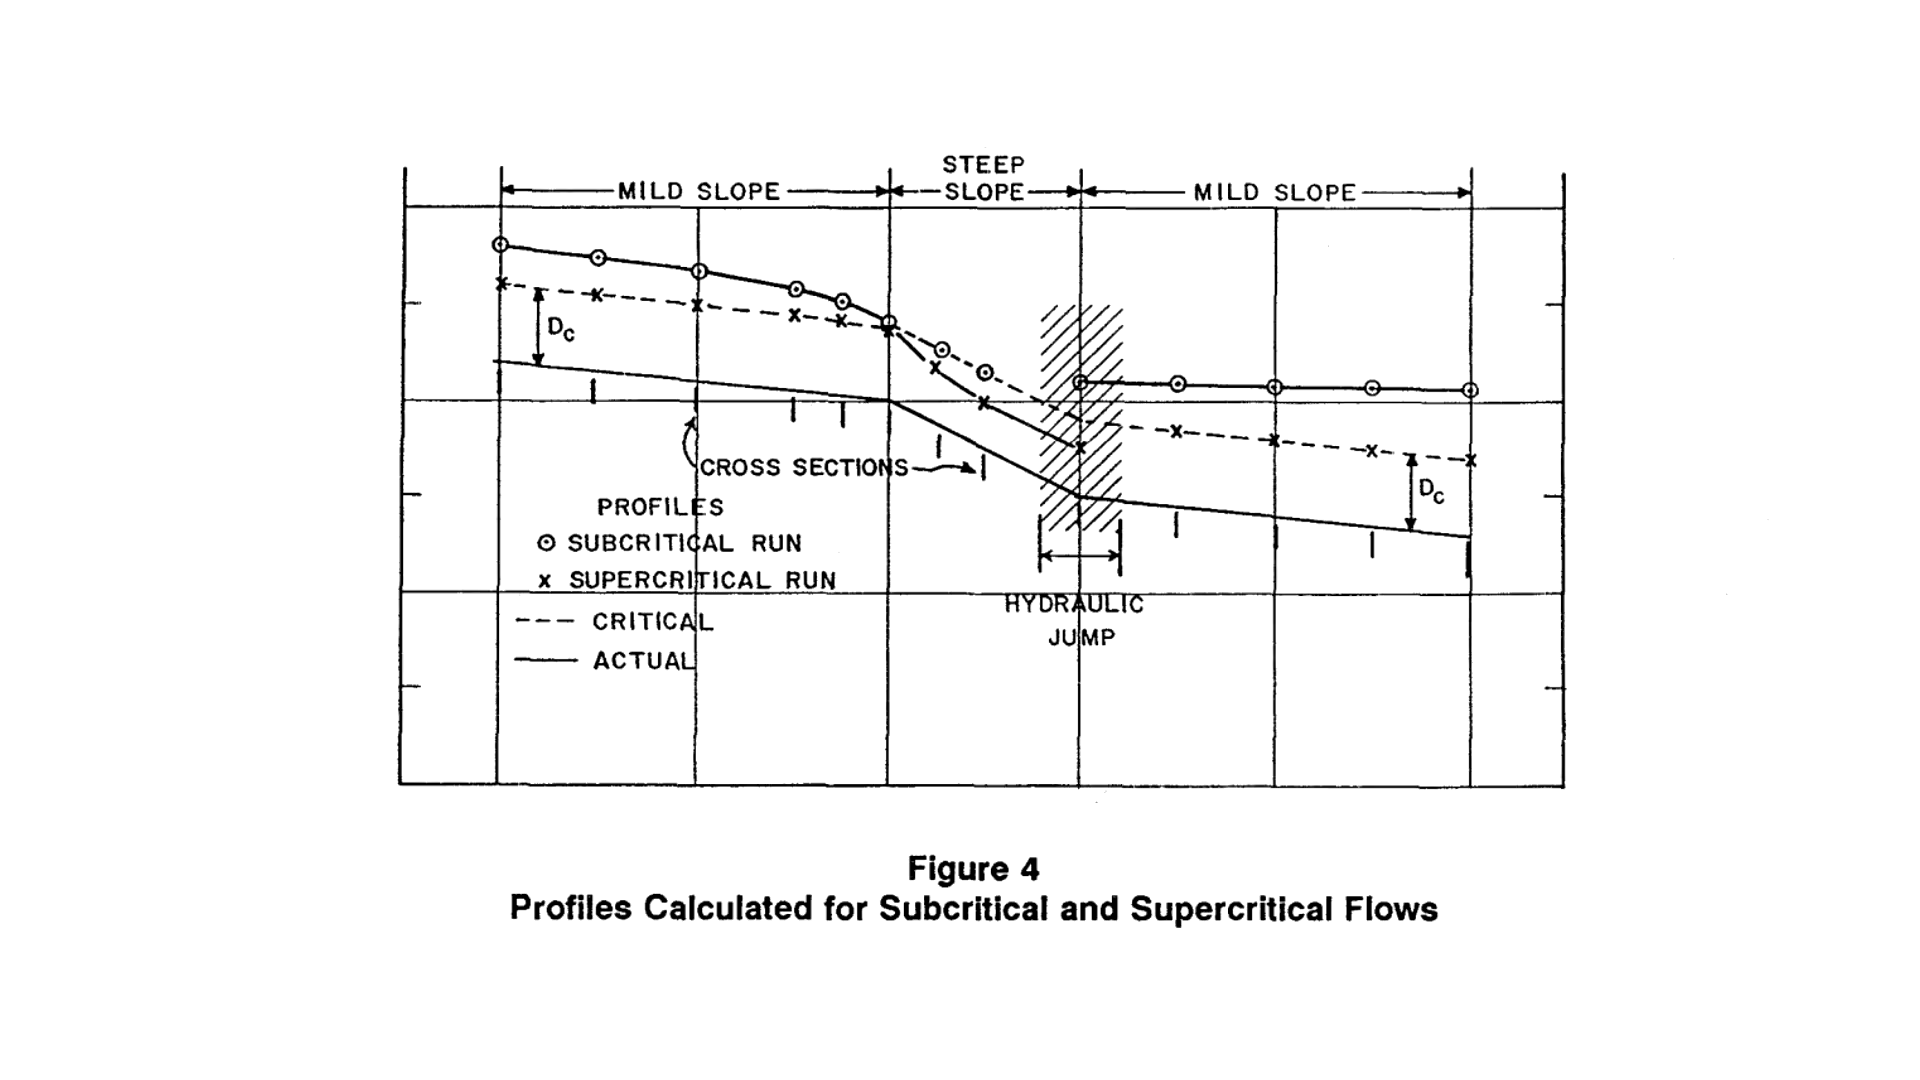 STEEP
MILD SLOPE SLOPE MILD SLOPE
Dc
CROSS SECTIONS
Dc
PROFILES
⊙ SUBCRITICAL RUN
x SUPERCRITICAL RUN
--- CRITICAL
— ACTUAL
HYDRAULIC
JUMP
Figure 4
Profiles Calculated for Subcritical and Supercritical Flows